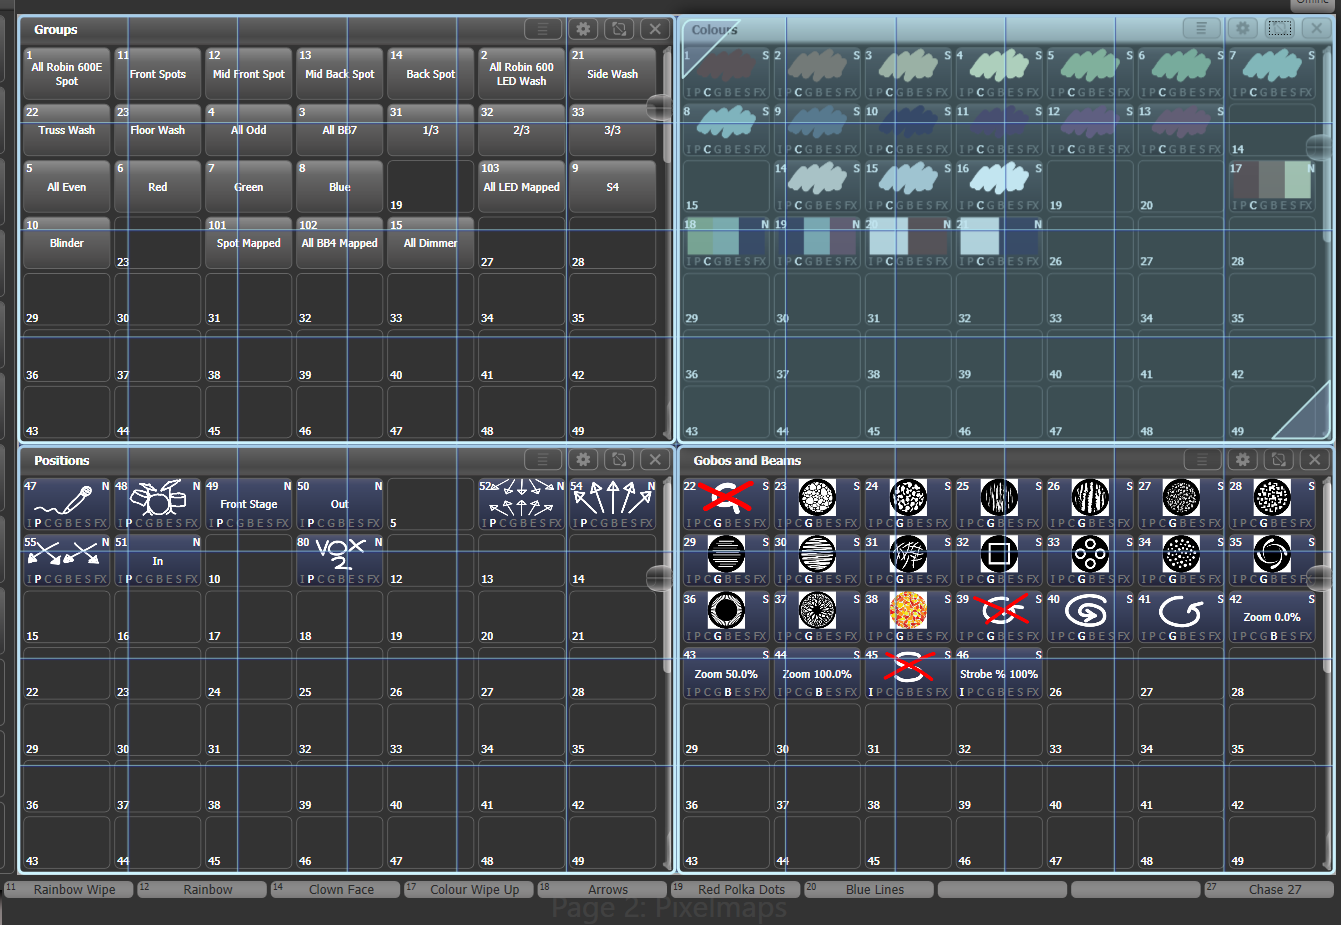 Groups
1 All Robin 600E Spot
11 Front Spots
12 Mid Front Spot
13 Mid Back Spot
14 Back Spot
2 All Robin 600 LED Wash
21 Side Wash
22 Truss Wash
23 Floor Wash
4 All Odd
3 All BB7
31 1/3
32 2/3
33 3/3
5 All Even
6 Red
7 Green
8 Blue
19
103 All LED Mapped
9 S4
10 Blinder
23
101 Spot Mapped
102 All BB4 Mapped
15 All Dimmer
27
28
29 30 31 32 33 34 35
36 37 38 39 40 41 42
43 44 45 46 47 48 49
Colours
1 S IPCGBESFX
2 S IPCGBESFX
3 S IPCGBESFX
4 S IPCGBESFX
5 S IPCGBESFX
6 S IPCGBESFX
7 S IPCGBESFX
8 S IPCGBESFX
9 S IPCGBESFX
10 S IPCGBESFX
11 S IPCGBESFX
12 S IPCGBESFX
13 S IPCGBESFX
14
15
14 S IPCGBESFX
15 S IPCGBESFX
16 S IPCGBESFX
19
20
17 N IPCGBESFX
18 N IPCGBESFX
19 N IPCGBESFX
20 N IPCGBESFX
21 N IPCGBESFX
26
27
28
29 30 31 32 33 34 35
36 37 38 39 40 41 42
43 44 45 46 47 48 49
Positions
47 N IPCGBESFX
48 N IPCGBESFX
49 N Front Stage IPCGBESFX
50 N Out IPCGBESFX
5
52 N IPCGBESFX
54 N IPCGBESFX
55 N IPCGBESFX
51 N In IPCGBESFX
10
80 N VOX 2. IPCGBESFX
12
13
14
15 16 17 18 19 20 21
22 23 24 25 26 27 28
29 30 31 32 33 34 35
36 37 38 39 40 41 42
43 44 45 46 47 48 49
Gobos and Beams
22 S IPCGBESFX
23 S IPCGBESFX
24 S IPCGBESFX
25 S IPCGBESFX
26 S IPCGBESFX
27 S IPCGBESFX
28 S IPCGBESFX
29 S IPCGBESFX
30 S IPCGBESFX
31 S IPCGBESFX
32 S IPCGBESFX
33 S IPCGBESFX
34 S IPCGBESFX
35 S IPCGBESFX
36 S IPCGBESFX
37 S IPCGBESFX
38 S IPCGBESFX
39 S IPCGBESFX
40 S IPCGBESFX
41 S IPCGBESFX
42 S Zoom 0.0% IPCGBESFX
43 S Zoom 50.0% IPCGBESFX
44 S Zoom 100.0% IPCGBESFX
45 S IPCGBESFX
46 S Strobe % 100% IPCGBESFX
26
27
28
29 30 31 32 33 34 35
36 37 38 39 40 41 42
43 44 45 46 47 48 49
11 Rainbow Wipe
12 Rainbow
14 Clown Face
17 Colour Wipe Up
18 Arrows
19 Red Polka Dots
20 Blue Lines
27 Chase 27
Page 2: Pixelmaps